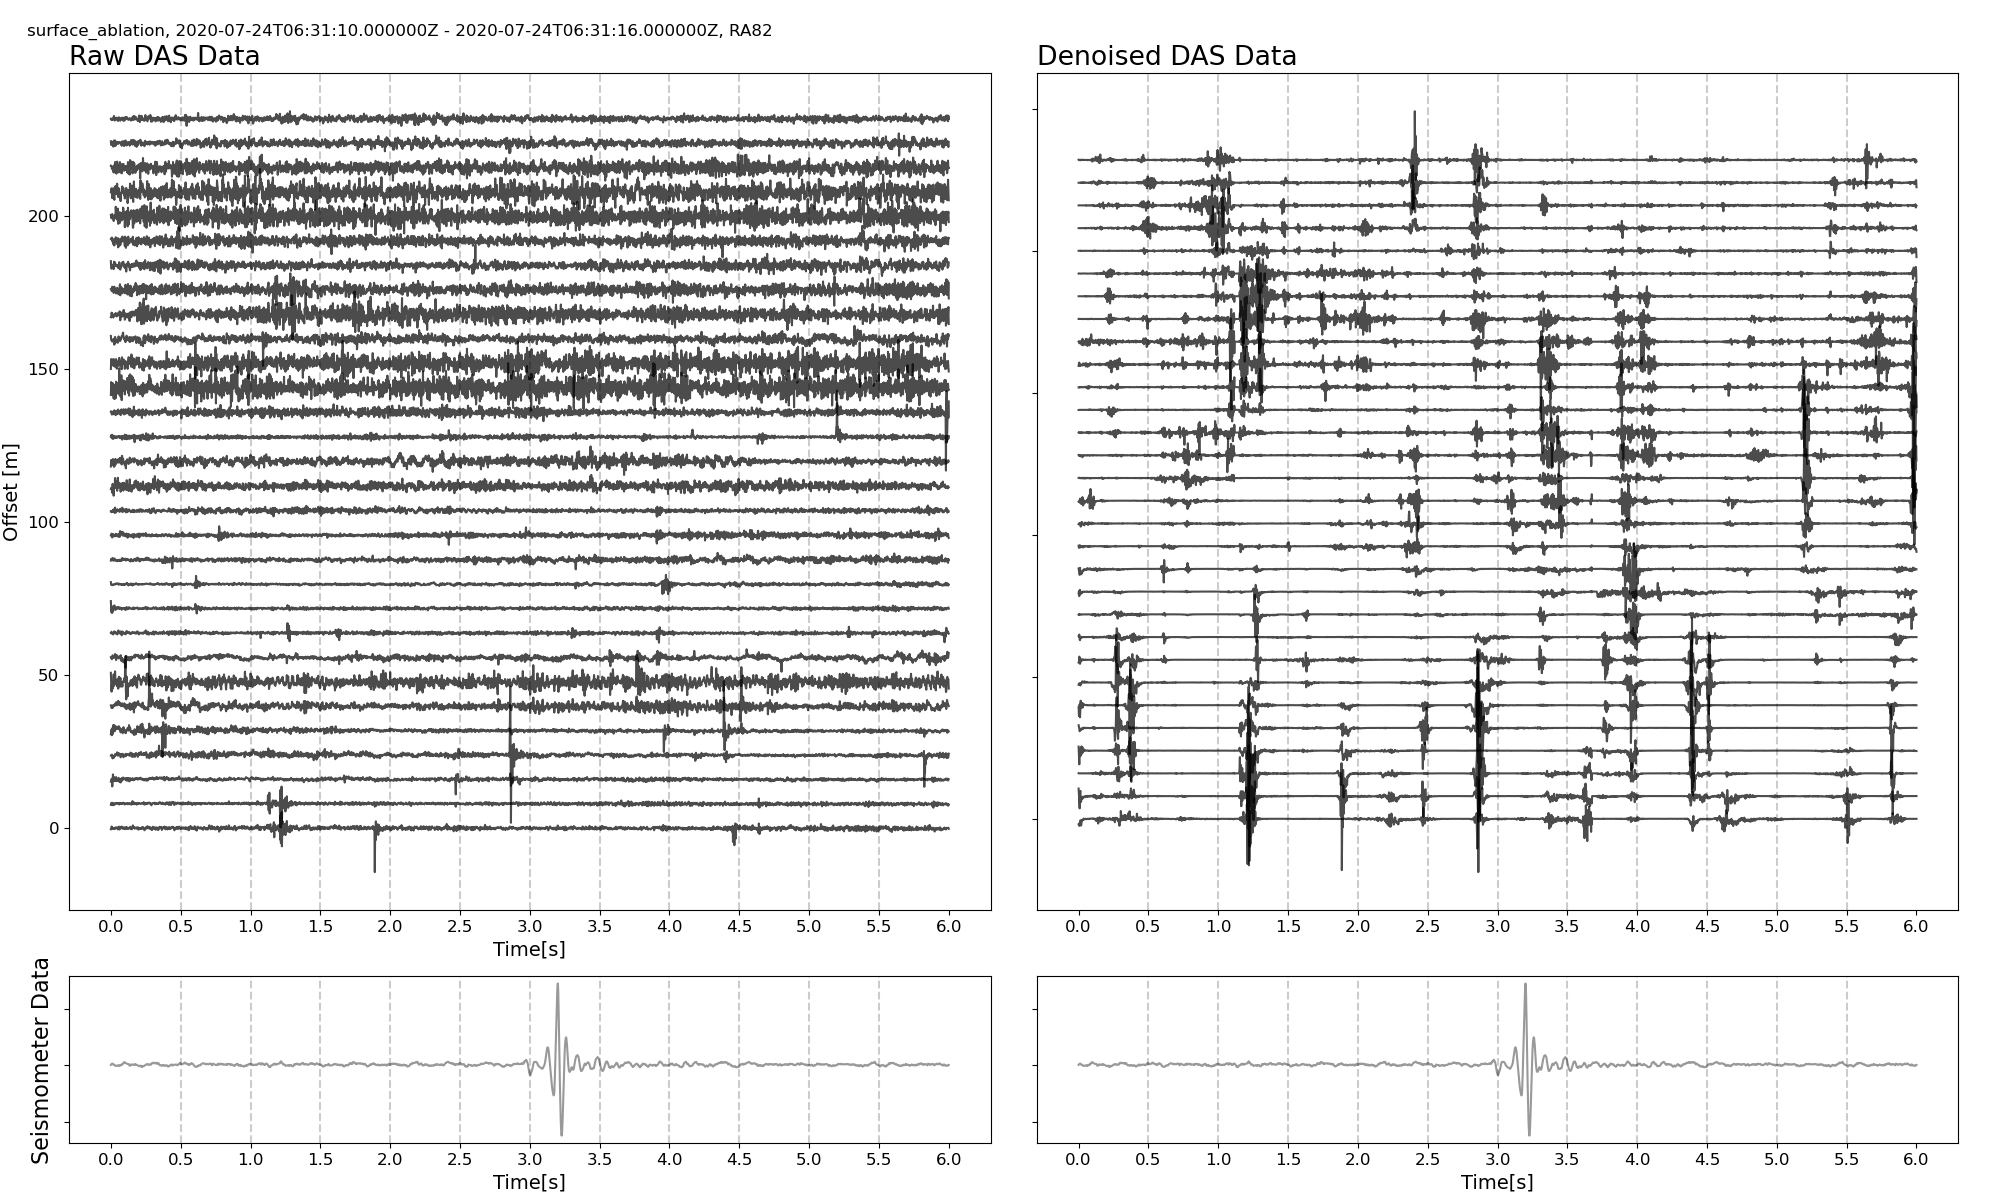 surface_ablation, 2020-07-24T06:31:10.000000Z - 2020-07-24T06:31:16.000000Z, RA82
Raw DAS Data
Denoised DAS Data
Offset [m]
200
150
100
50
0
0.0 0.5 1.0 1.5 2.0 2.5 3.0 3.5 4.0 4.5 5.0 5.5 6.0
Time[s]
0.0 0.5 1.0 1.5 2.0 2.5 3.0 3.5 4.0 4.5 5.0 5.5 6.0
Seismometer Data
0.0 0.5 1.0 1.5 2.0 2.5 3.0 3.5 4.0 4.5 5.0 5.5 6.0
Time[s]
0.0 0.5 1.0 1.5 2.0 2.5 3.0 3.5 4.0 4.5 5.0 5.5 6.0
Time[s]